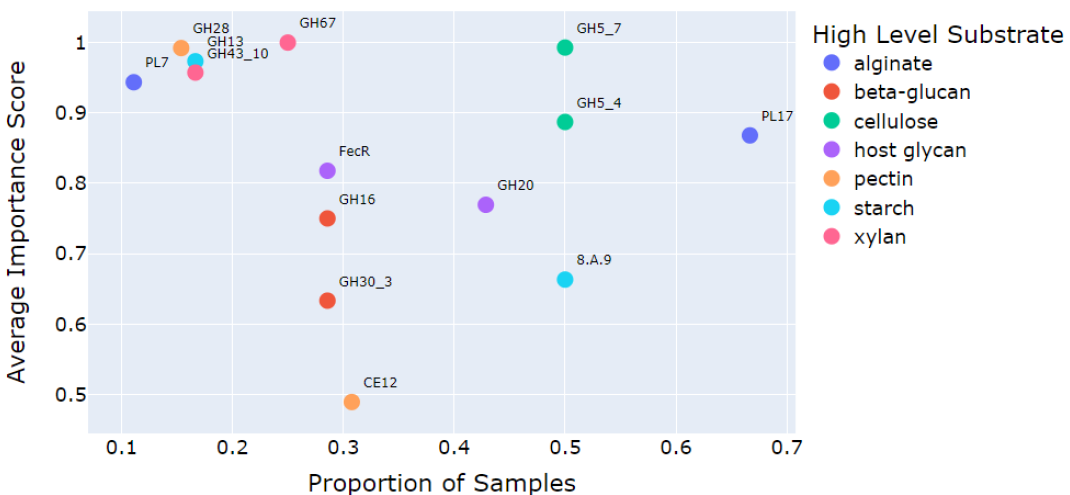 GH28
GH67
GH5_7
GH13
GH43_10
PL7
GH5_4
PL17
FecR
GH20
GH16
8.A.9
GH30_3
CE12
1
0.9
0.8
0.7
0.6
0.5
Average Importance Score
0.1 0.2 0.3 0.4 0.5 0.6 0.7
Proportion of Samples
High Level Substrate
alginate
beta-glucan
cellulose
host glycan
pectin
starch
xylan